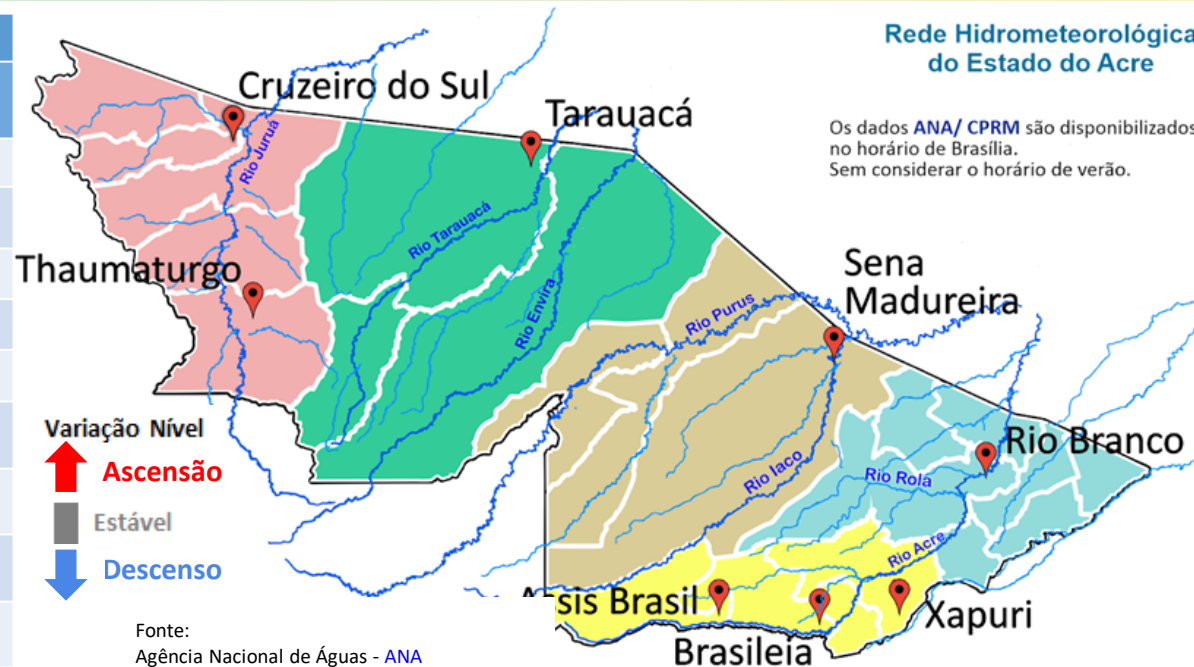 Rede Hidrometeorológica
do Estado do Acre
Os dados ANA/ CPRM são disponibilizados
no horário de Brasília.
Sem considerar o horário de verão.
Cruzeiro do Sul
Tarauacá
Rio Juruá
Rio Tarauacá
Thaumaturgo
Rio Envira
Sena
Madureira
Rio Purus
Variação Nível
Ascensão
Estável
Descenso
Rio Branco
Rio Iaco
Rio Rola
Rio Acre
Assis Brasil
Xapuri
Brasileia
Fonte:
Agência Nacional de Águas - ANA